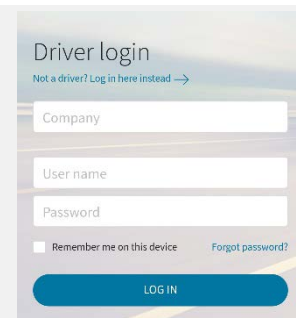 Driver login
Not a driver? Log in here instead →
Company
User name
Password
Remember me on this device Forgot password?
LOG IN